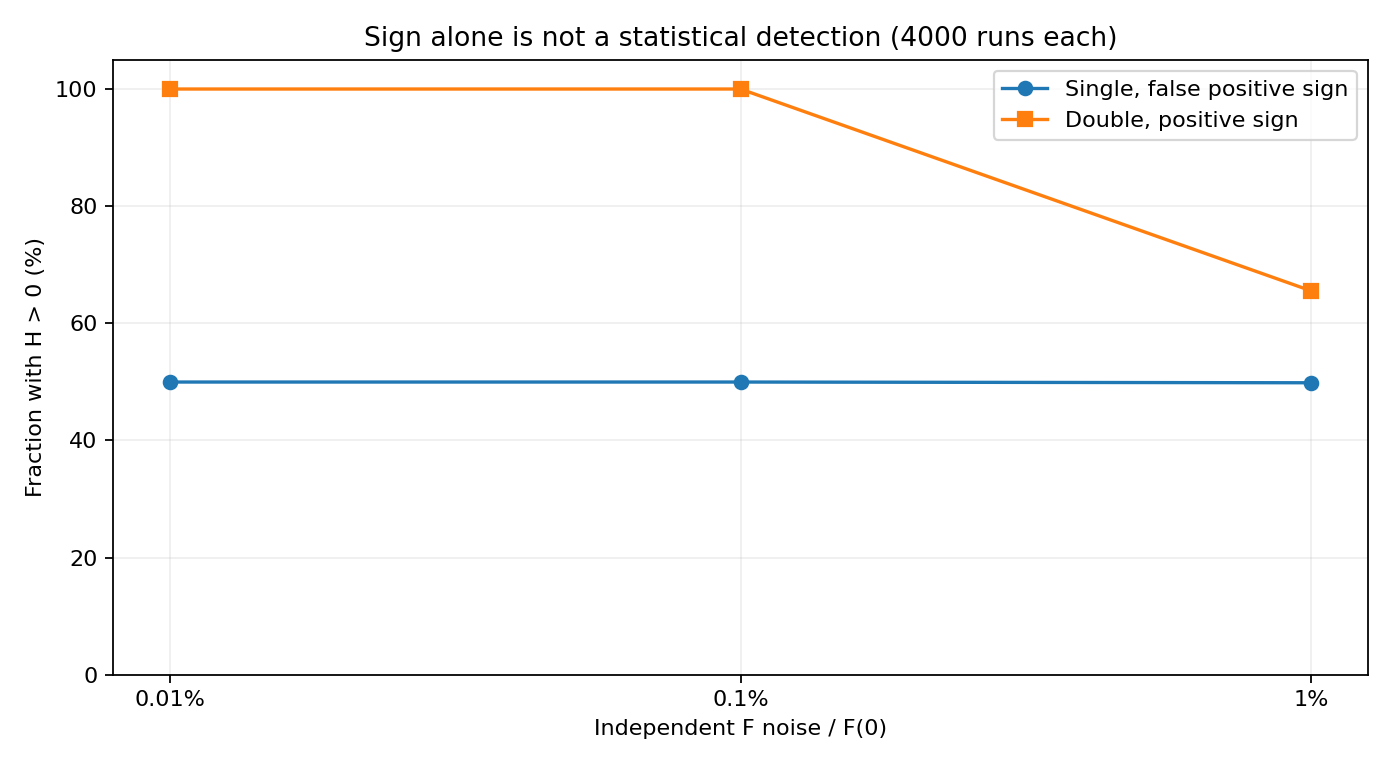 Sign alone is not a statistical detection (4000 runs each)
Single, false positive sign
Double, positive sign
Fraction with H > 0 (%)
100
80
60
40
20
0
0.01%
0.1%
1%
Independent F noise / F(0)